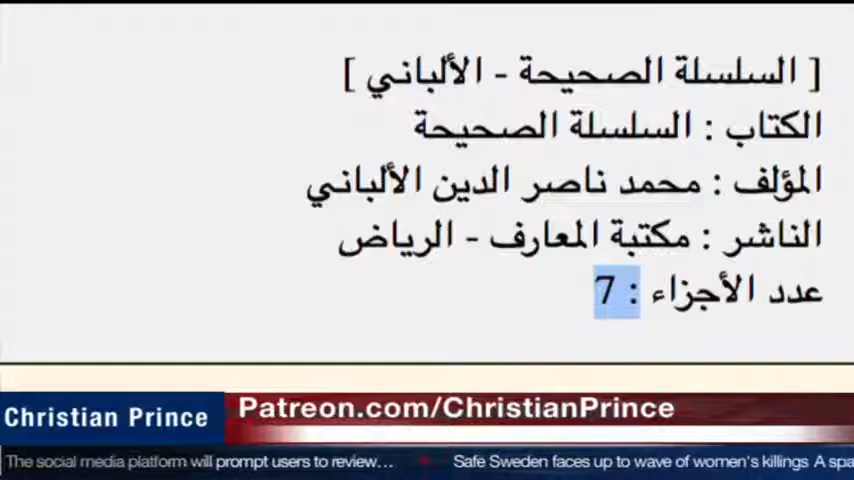 [ السلسلة الصحيحة - الألباني ]
الكتاب : السلسلة الصحيحة
المؤلف : محمد ناصر الدين الألباني
الناشر : مكتبة المعارف - الرياض
عدد الأجزاء : 7
Christian Prince
Patreon.com/ChristianPrince
The social media platform will prompt users to review… Safe Sweden faces up to wave of women's killings A spa